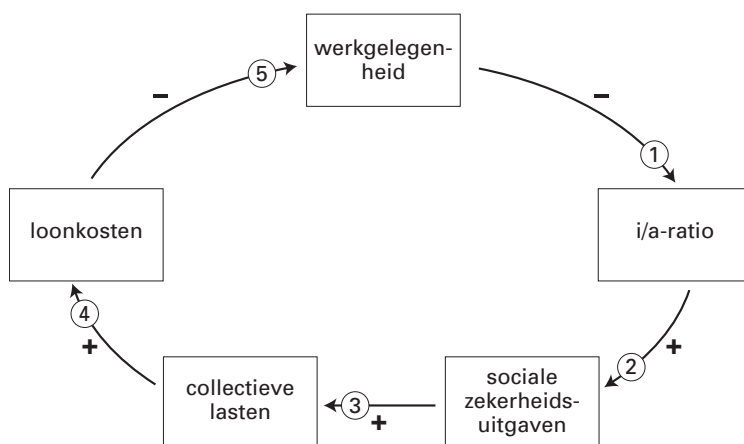 werkgelegen-
heid
5
–
–
1
loonkosten
i/a-ratio
4
+
2
+
collectieve
lasten
3
+
sociale
zekerheids-
uitgaven